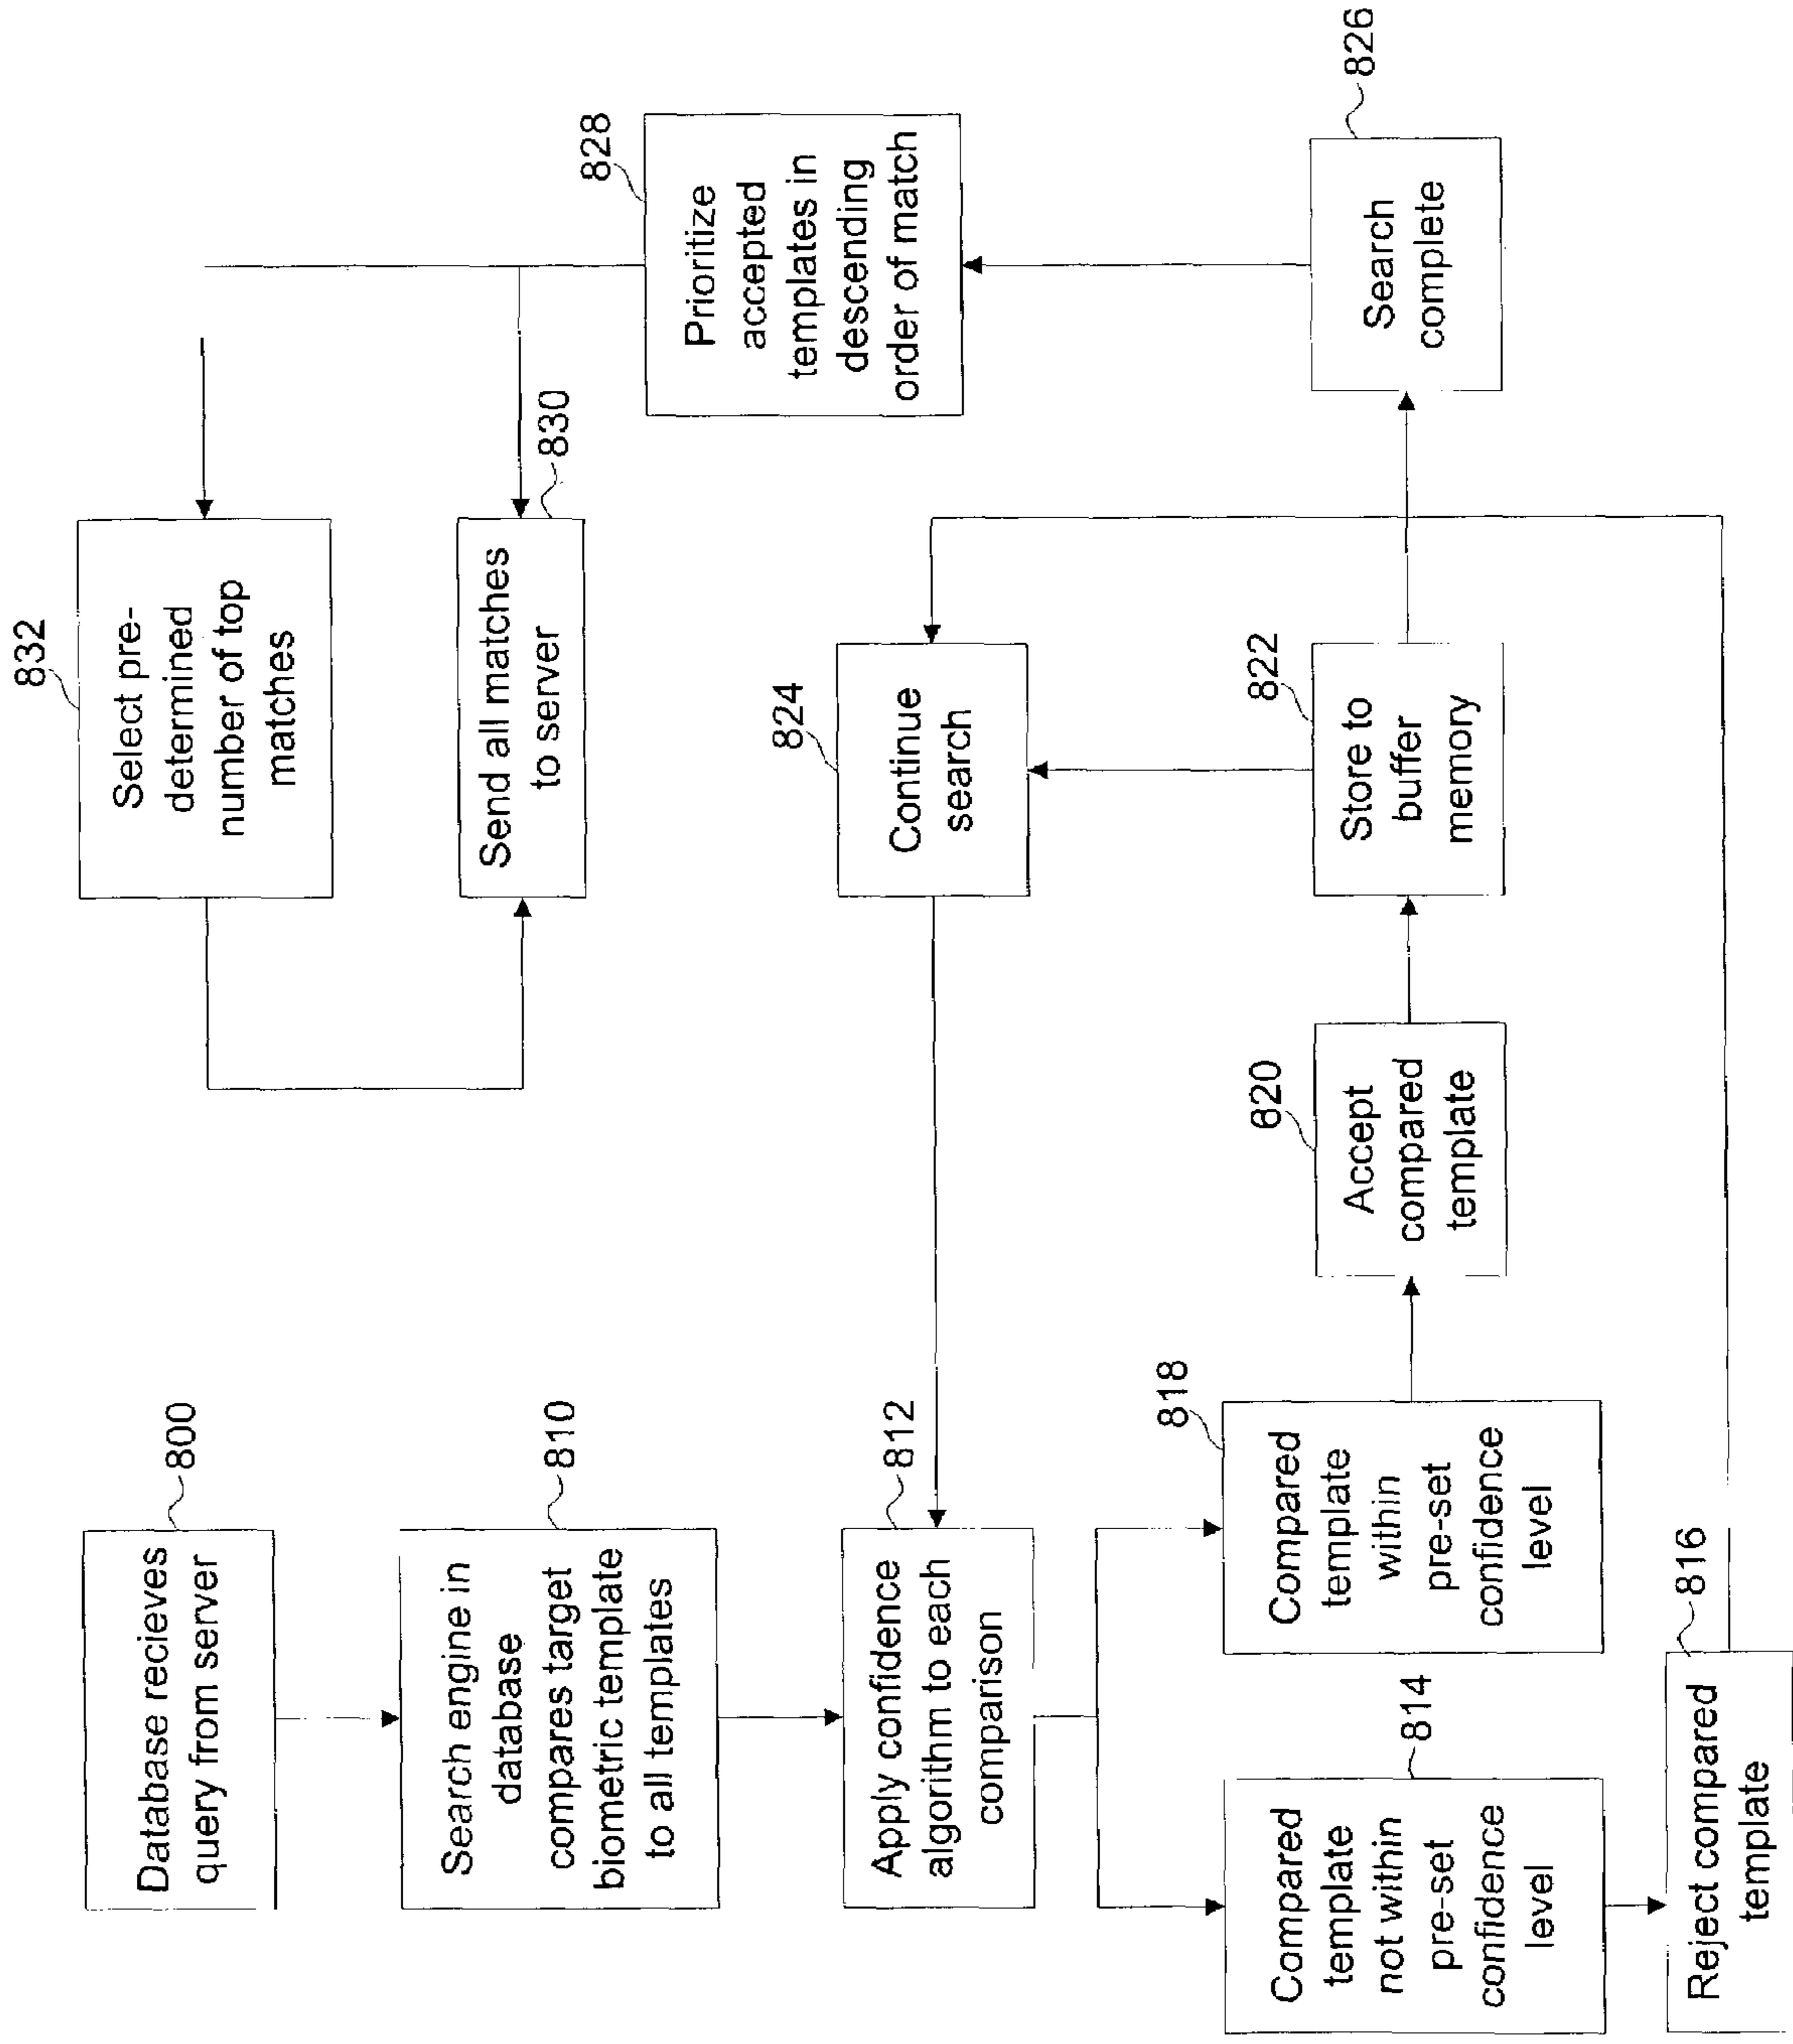 800
Database recieves
query from server
810
Search engine in
database
compares target
biometric template
to all templates
812
Apply confidence
algorithm to each
comparison
814
Compared
template
not within
pre-set
confidence
level
816
Reject compared
template
818
Compared
template
within
pre-set
confidence
level
820
Accept
compared
template
822
Store to
buffer
memory
824
Continue
search
826
Search
complete
828
Prioritize
accepted
templates in
descending
order of match
830
Send all matches
to server
832
Select pre-
determined
number of top
matches